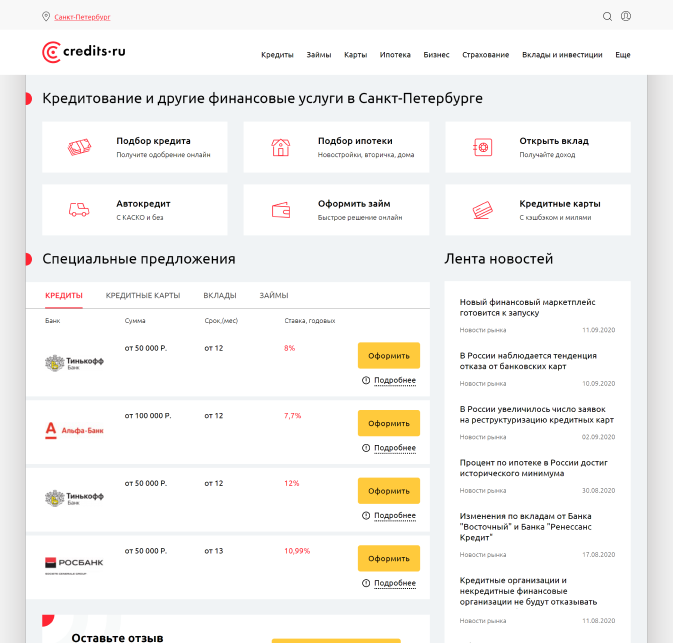 Санкт-Петербург
credits·ru
Кредиты Займы Карты Ипотека Бизнес Страхование Вклады и инвестиции Еще
Кредитование и другие финансовые услуги в Санкт-Петербурге
Подбор кредита
Получите одобрение онлайн
Подбор ипотеки
Новостройки, вторичка, дома
Открыть вклад
Получайте доход
Автокредит
С КАСКО и без
Оформить займ
Быстрое решение онлайн
Кредитные карты
С кэшбэком и милями
Специальные предложения
КРЕДИТЫ КРЕДИТНЫЕ КАРТЫ ВКЛАДЫ ЗАЙМЫ
Банк Сумма Срок,(мес) Ставка, годовых
Тинькофф
Банк
от 50 000 Р. от 12 8%
Оформить
Подробнее
Альфа-Банк
от 100 000 Р. от 12 7,7%
Оформить
Подробнее
Тинькофф
Банк
от 50 000 Р. от 12 12%
Оформить
Подробнее
РОСБАНК
от 50 000 Р. от 13 10,99%
Оформить
Подробнее
Оставьте отзыв
Лента новостей
Новый финансовый маркетплейс
готовится к запуску
Новости рынка 11.09.2020
В России наблюдается тенденция
отказа от банковских карт
Новости рынка 10.09.2020
В России увеличилось число заявок
на реструктуризацию кредитных карт
Новости рынка 02.09.2020
Процент по ипотеке в России достиг
исторического минимума
Новости рынка 30.08.2020
Изменения по вкладам от Банка
"Восточный" и Банка "Ренессанс
Кредит"
Новости рынка 17.08.2020
Кредитные организации и
некредитные финансовые
организации не будут отказывать
Новости рынка 11.08.2020